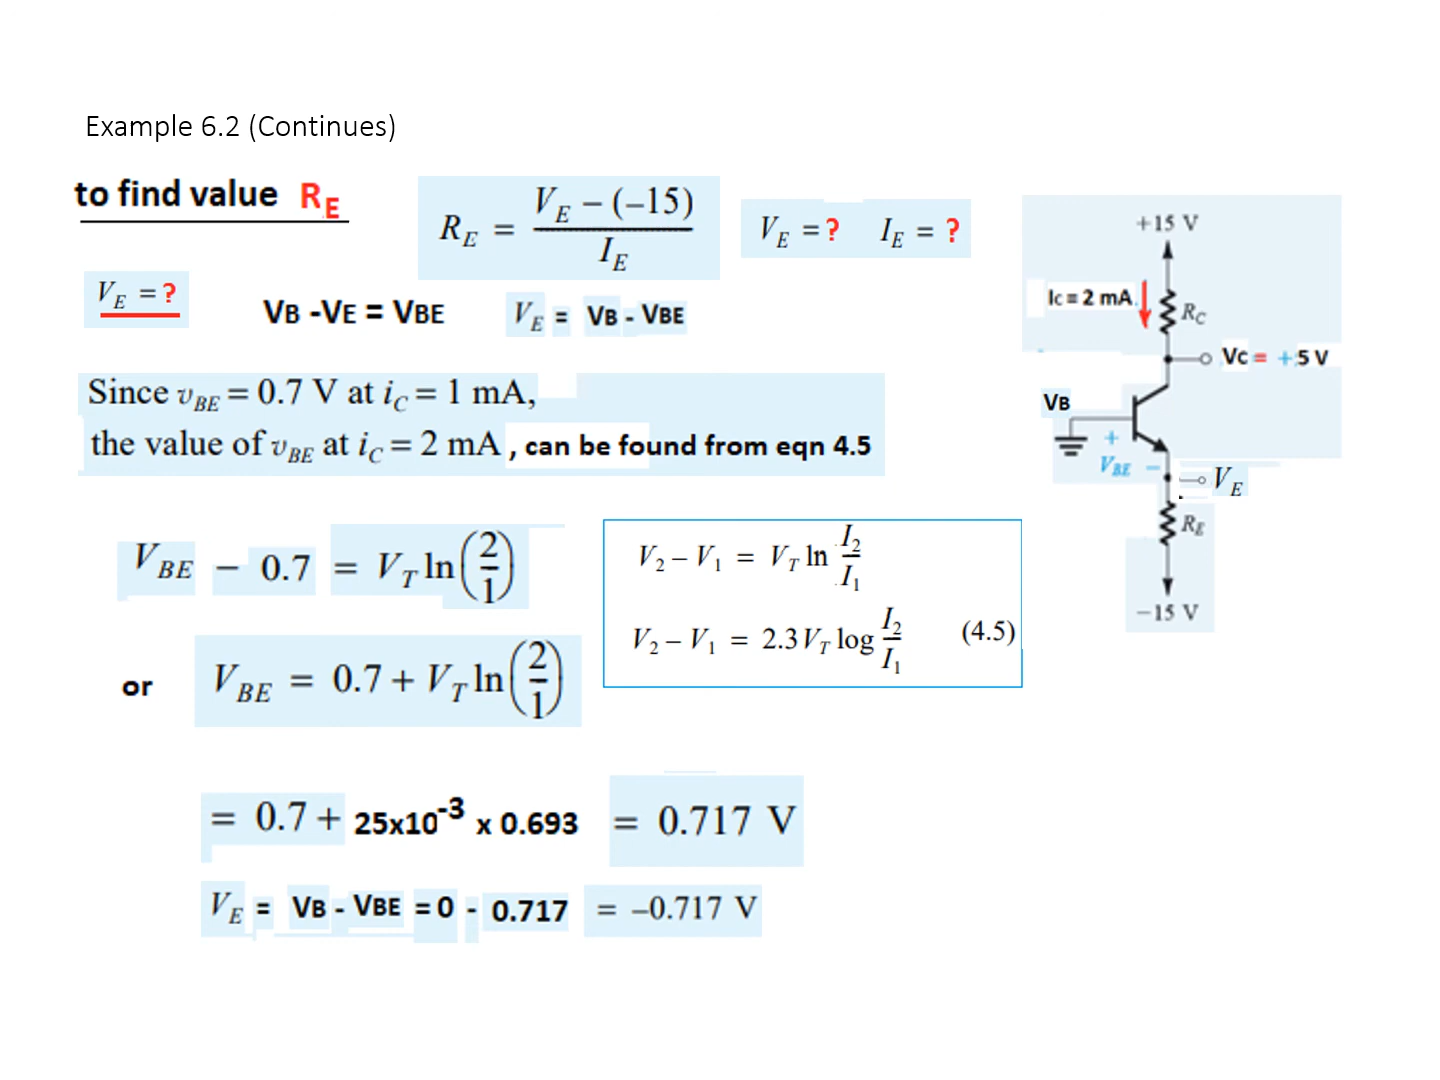 Example 6.2 (Continues)
to find value R_E
R_E = (V_E − (−15)) / I_E
V_E = ? I_E = ?
V_E = ?
VB -VE = VBE
V_E = VB - VBE
Since v_BE = 0.7 V at i_C = 1 mA,
the value of v_BE at i_C = 2 mA , can be found from eqn 4.5
V_BE − 0.7 = V_T ln(2/1)
or V_BE = 0.7 + V_T ln(2/1)
V_2 − V_1 = V_T ln I_2/I_1
V_2 − V_1 = 2.3 V_T log I_2/I_1 (4.5)
= 0.7 + 25x10^-3 x 0.693 = 0.717 V
V_E = VB - VBE = 0 - 0.717 = −0.717 V
+15 V
Ic = 2 mA
R_C
Vc = + 5 V
VB
+
V_BE −
V_E
R_E
−15 V